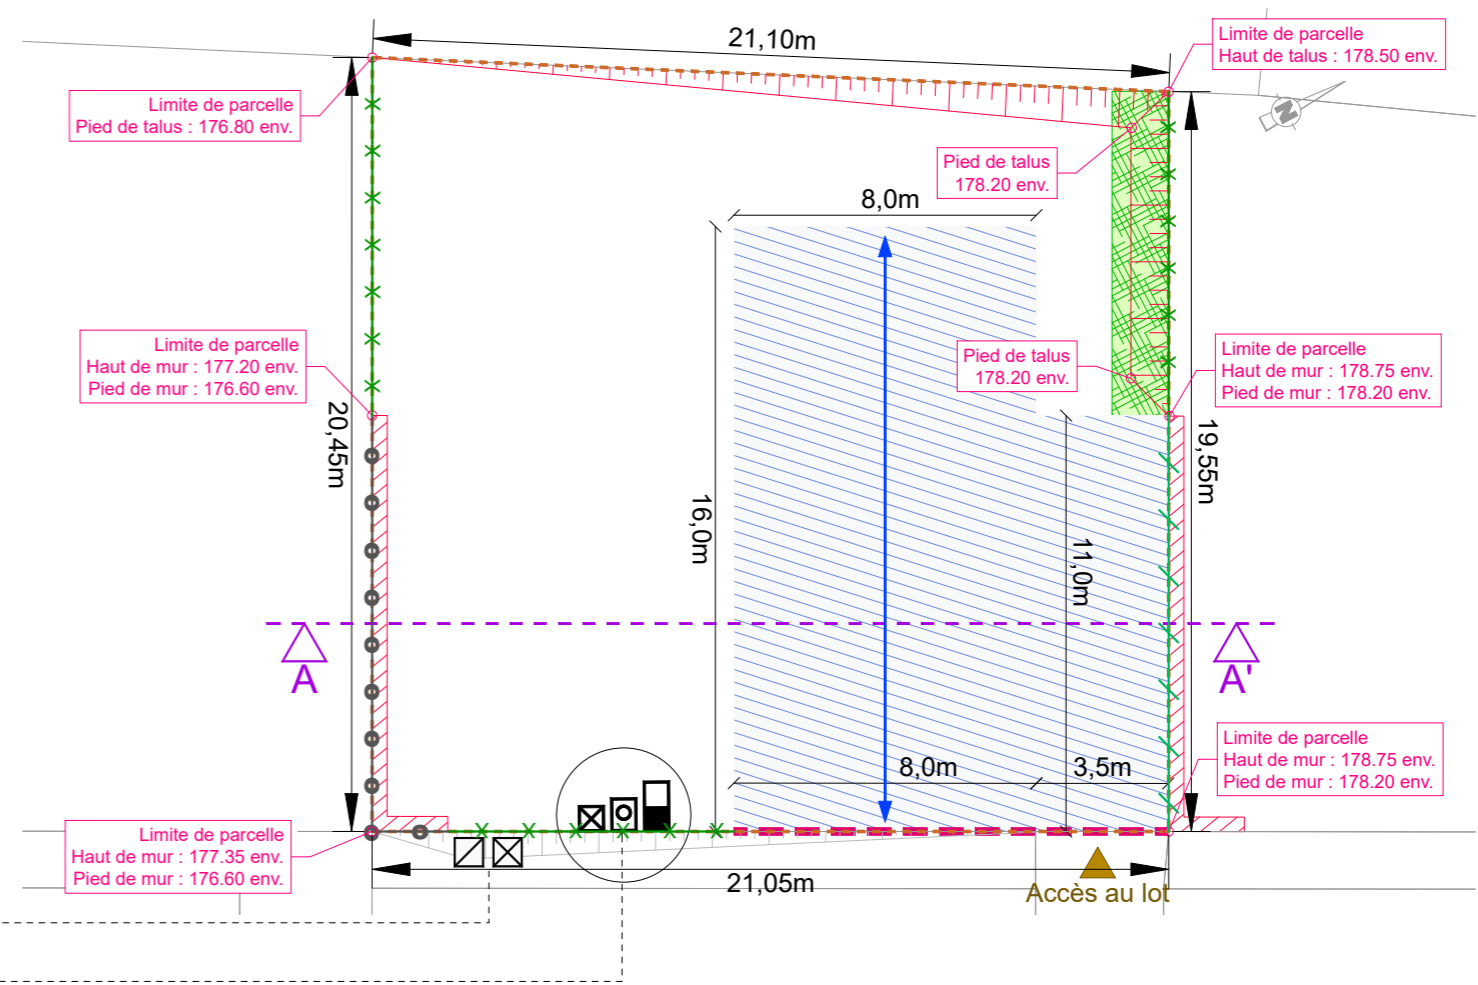 21,10m
Limite de parcelle
Haut de talus : 178.50 env.
Limite de parcelle
Pied de talus : 176.80 env.
N
Pied de talus
178.20 env.
8,0m
Limite de parcelle
Haut de mur : 177.20 env.
Pied de mur : 176.60 env.
Pied de talus
178.20 env.
Limite de parcelle
Haut de mur : 178.75 env.
Pied de mur : 178.20 env.
20,45m
19,55m
16,0m
11,0m
A
A'
8,0m
3,5m
Limite de parcelle
Haut de mur : 178.75 env.
Pied de mur : 178.20 env.
Limite de parcelle
Haut de mur : 177.35 env.
Pied de mur : 176.60 env.
21,05m
Accès au lot